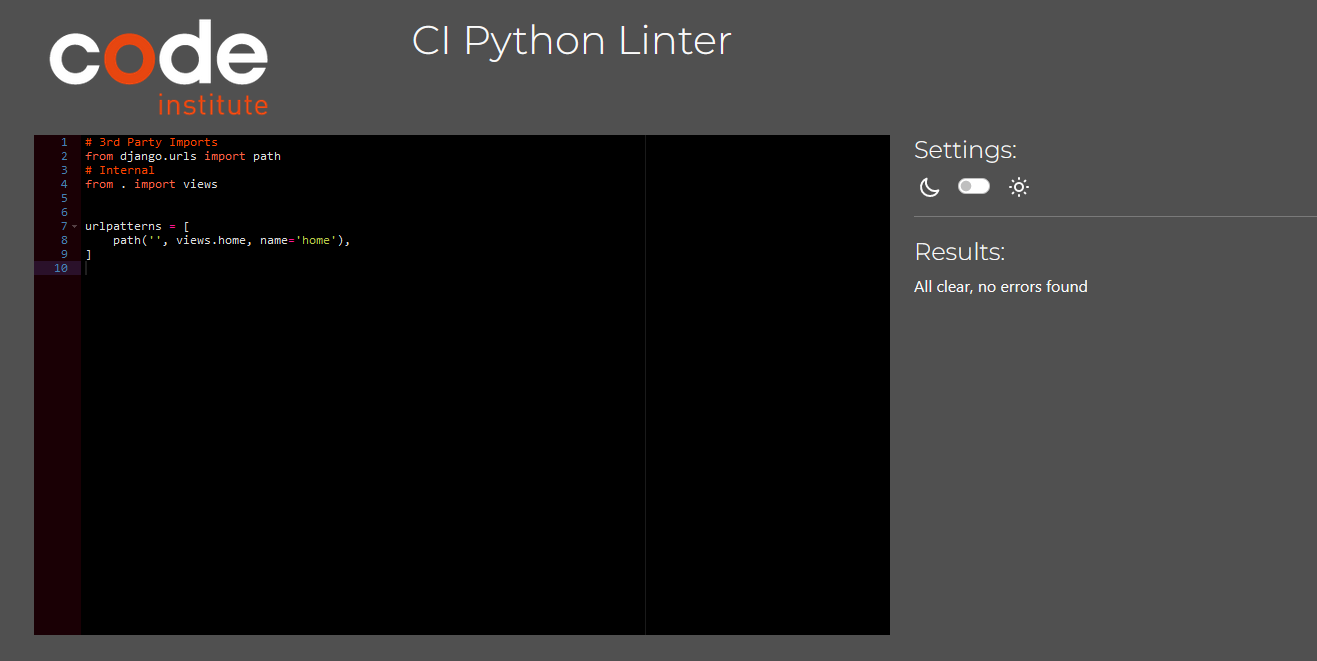 code
institute
CI Python Linter
1 # 3rd Party Imports
2 from django.urls import path
3 # Internal
4 from . import views
5
6
7 urlpatterns = [
8     path('', views.home, name='home'),
9 ]
10
Settings:
Results:
All clear, no errors found